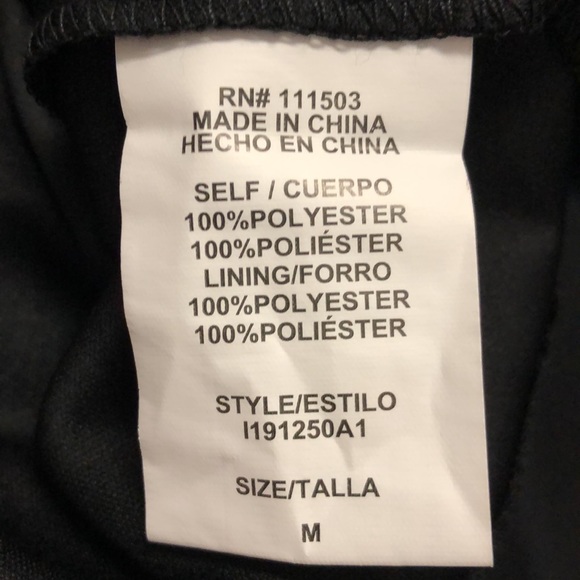 RN# 111503
MADE IN CHINA
HECHO EN CHINA
SELF / CUERPO
100%POLYESTER
100%POLIÉSTER
LINING/FORRO
100%POLYESTER
100%POLIÉSTER
STYLE/ESTILO
I191250A1
SIZE/TALLA
M